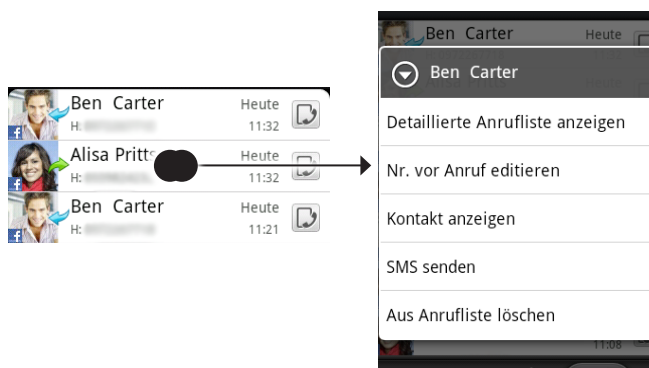 Ben Carter Heute
H: 11:32
Alisa Pritts Heute
H: 11:32
Ben Carter Heute
H: 11:21
Ben Carter Heute
Ben Carter
Detaillierte Anrufliste anzeigen
Nr. vor Anruf editieren
Kontakt anzeigen
SMS senden
Aus Anrufliste löschen
11:08